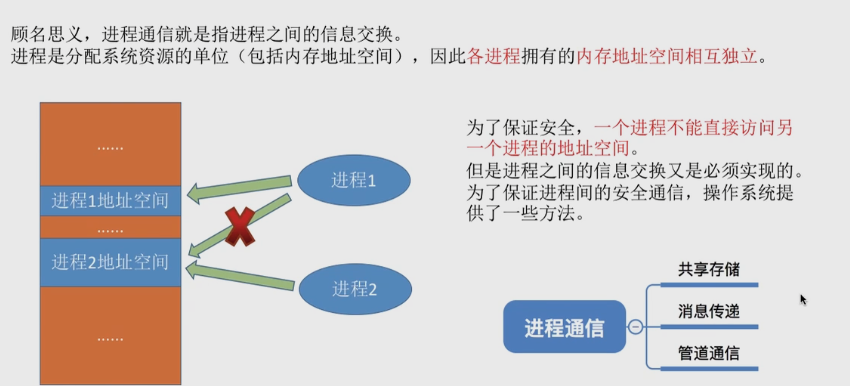 顾名思义，进程通信就是指进程之间的信息交换。
进程是分配系统资源的单位（包括内存地址空间），因此各进程拥有的内存地址空间相互独立。
......
进程1地址空间
......
进程2地址空间
......
进程1
进程2
为了保证安全，一个进程不能直接访问另
一个进程的地址空间。
但是进程之间的信息交换又是必须实现的。
为了保证进程间的安全通信，操作系统提
供了一些方法。
进程通信
共享存储
消息传递
管道通信